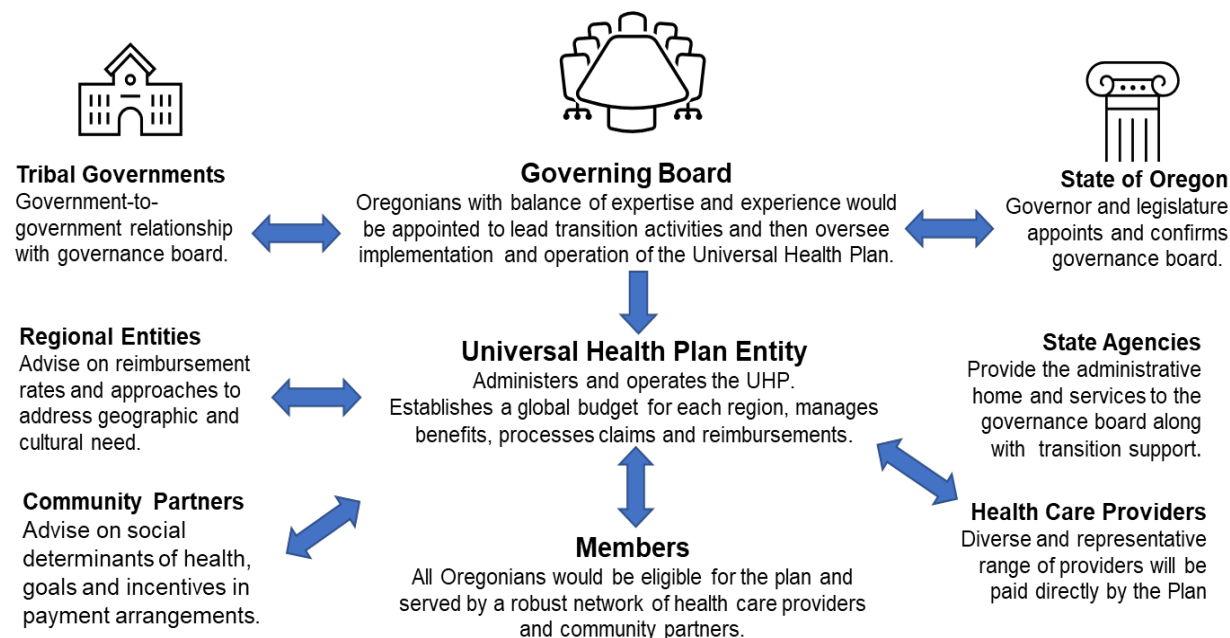 Tribal Governments
Government-to-
government relationship
with governance board.
Governing Board
Oregonians with balance of expertise and experience would
be appointed to lead transition activities and then oversee
implementation and operation of the Universal Health Plan.
State of Oregon
Governor and legislature
appoints and confirms
governance board.
Regional Entities
Advise on reimbursement
rates and approaches to
address geographic and
cultural need.
Universal Health Plan Entity
Administers and operates the UHP.
Establishes a global budget for each region, manages
benefits, processes claims and reimbursements.
State Agencies
Provide the administrative
home and services to the
governance board along
with transition support.
Community Partners
Advise on social
determinants of health,
goals and incentives in
payment arrangements.
Members
All Oregonians would be eligible for the plan and
served by a robust network of health care providers
and community partners.
Health Care Providers
Diverse and representative
range of providers will be
paid directly by the Plan